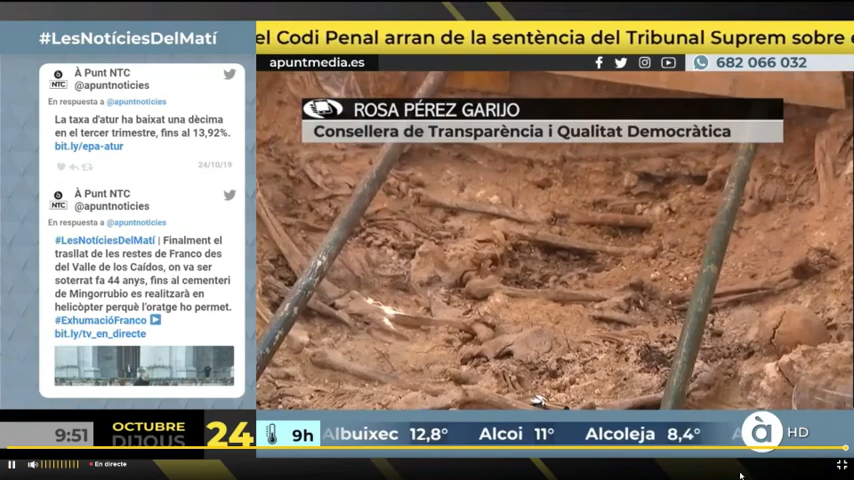 #LesNotíciesDelMatí
el Codi Penal arran de la sentència del Tribunal Suprem sobre
apuntmedia.es
682 066 032
À Punt NTC
@apuntnoticies
En respuesta a @apuntnoticies
La taxa d'atur ha baixat una dècima
en el tercer trimestre, fins al 13,92%.
bit.ly/epa-atur
24/10/19
NTC
À Punt NTC
@apuntnoticies
En respuesta a @apuntnoticies
#LesNotíciesDelMatí | Finalment el
trasllat de les restes de Franco des
del Valle de los Caídos, on va ser
soterrat fa 44 anys, fins al cementeri
de Mingorrubio es realitzarà en
helicòpter perquè l'oratge ho permet.
#ExhumacióFranco
bit.ly/tv_en_directe
NTC
ROSA PÉREZ GARIJO
Consellera de Transparència i Qualitat Democràtica
9:51
OCTUBRE
DIJOUS
24
9h
Albuixec 12,8° Alcoi 11° Alcoleja 8,4°
à HD
En directe